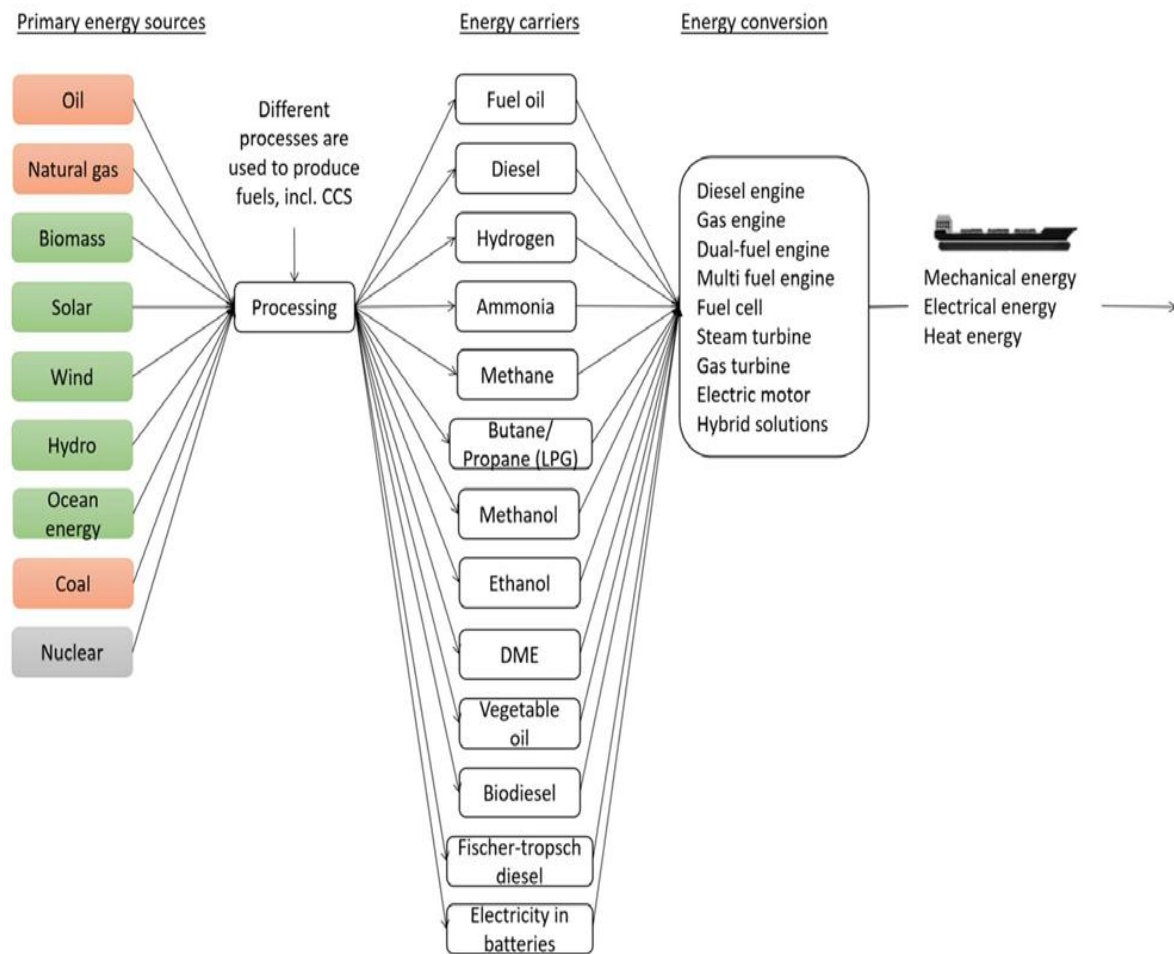 Primary energy sources
Energy carriers
Energy conversion
Oil
Natural gas
Biomass
Solar
Wind
Hydro
Ocean
energy
Coal
Nuclear
Different
processes are
used to produce
fuels, incl. CCS
Processing
Fuel oil
Diesel
Hydrogen
Ammonia
Methane
Butane/
Propane (LPG)
Methanol
Ethanol
DME
Vegetable
oil
Biodiesel
Fischer-tropsch
diesel
Electricity in
batteries
Diesel engine
Gas engine
Dual-fuel engine
Multi fuel engine
Fuel cell
Steam turbine
Gas turbine
Electric motor
Hybrid solutions
Mechanical energy
Electrical energy
Heat energy